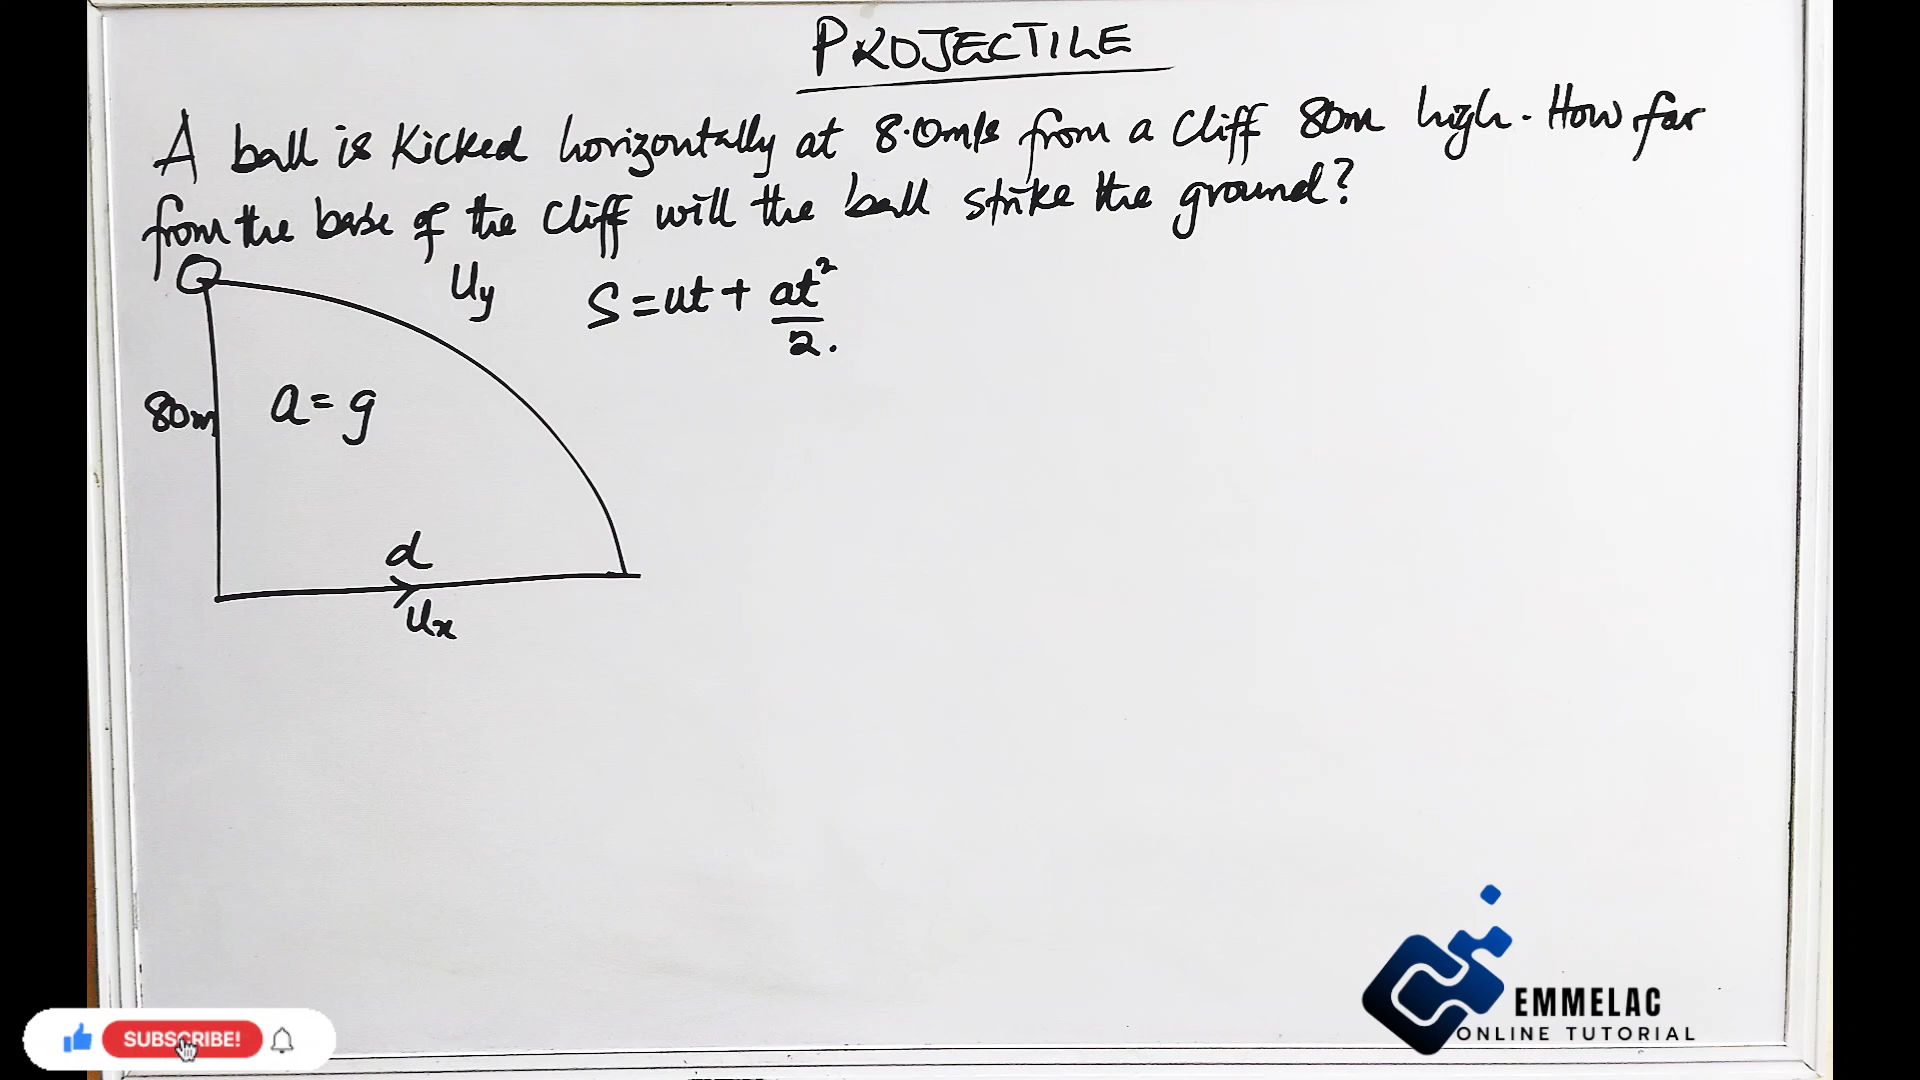 PROJECTILE
A ball is kicked horizontally at 8.0m/s from a cliff 80m high. How far
from the base of the cliff will the ball strike the ground?
Uy
S = ut + at²/2.
80m
a = g
d
Ux
SUBSCRIBE!
EMMELAC
ONLINE TUTORIAL